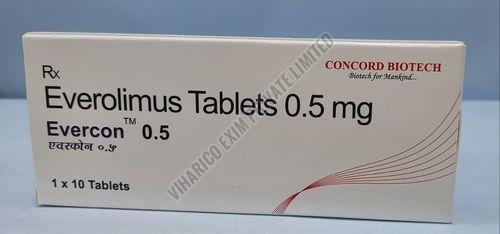 CONCORD BIOTECH
Biotech for Mankind...
Rx
Everolimus Tablets 0.5 mg
Evercon™ 0.5
एवरकोन ०.५
1 x 10 Tablets
VIHARICO EXIM PRIVATE LIMITED